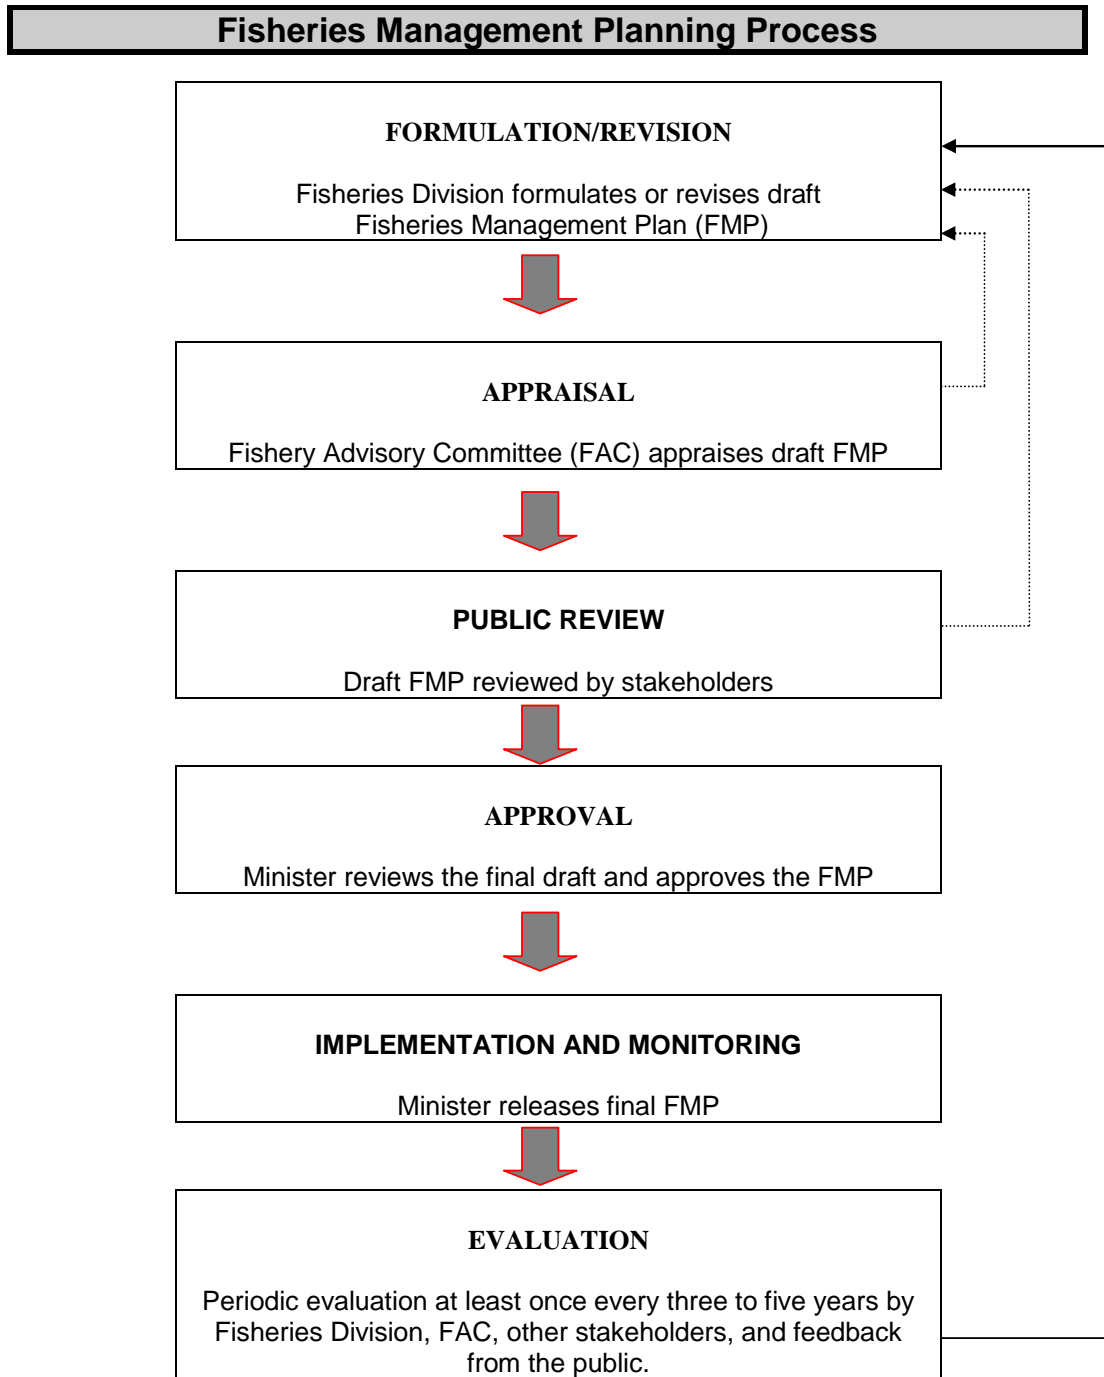 Fisheries Management Planning Process
FORMULATION/REVISION
Fisheries Division formulates or revises draft
Fisheries Management Plan (FMP)
APPRAISAL
Fishery Advisory Committee (FAC) appraises draft FMP
PUBLIC REVIEW
Draft FMP reviewed by stakeholders
APPROVAL
Minister reviews the final draft and approves the FMP
IMPLEMENTATION AND MONITORING
Minister releases final FMP
EVALUATION
Periodic evaluation at least once every three to five years by
Fisheries Division, FAC, other stakeholders, and feedback
from the public.